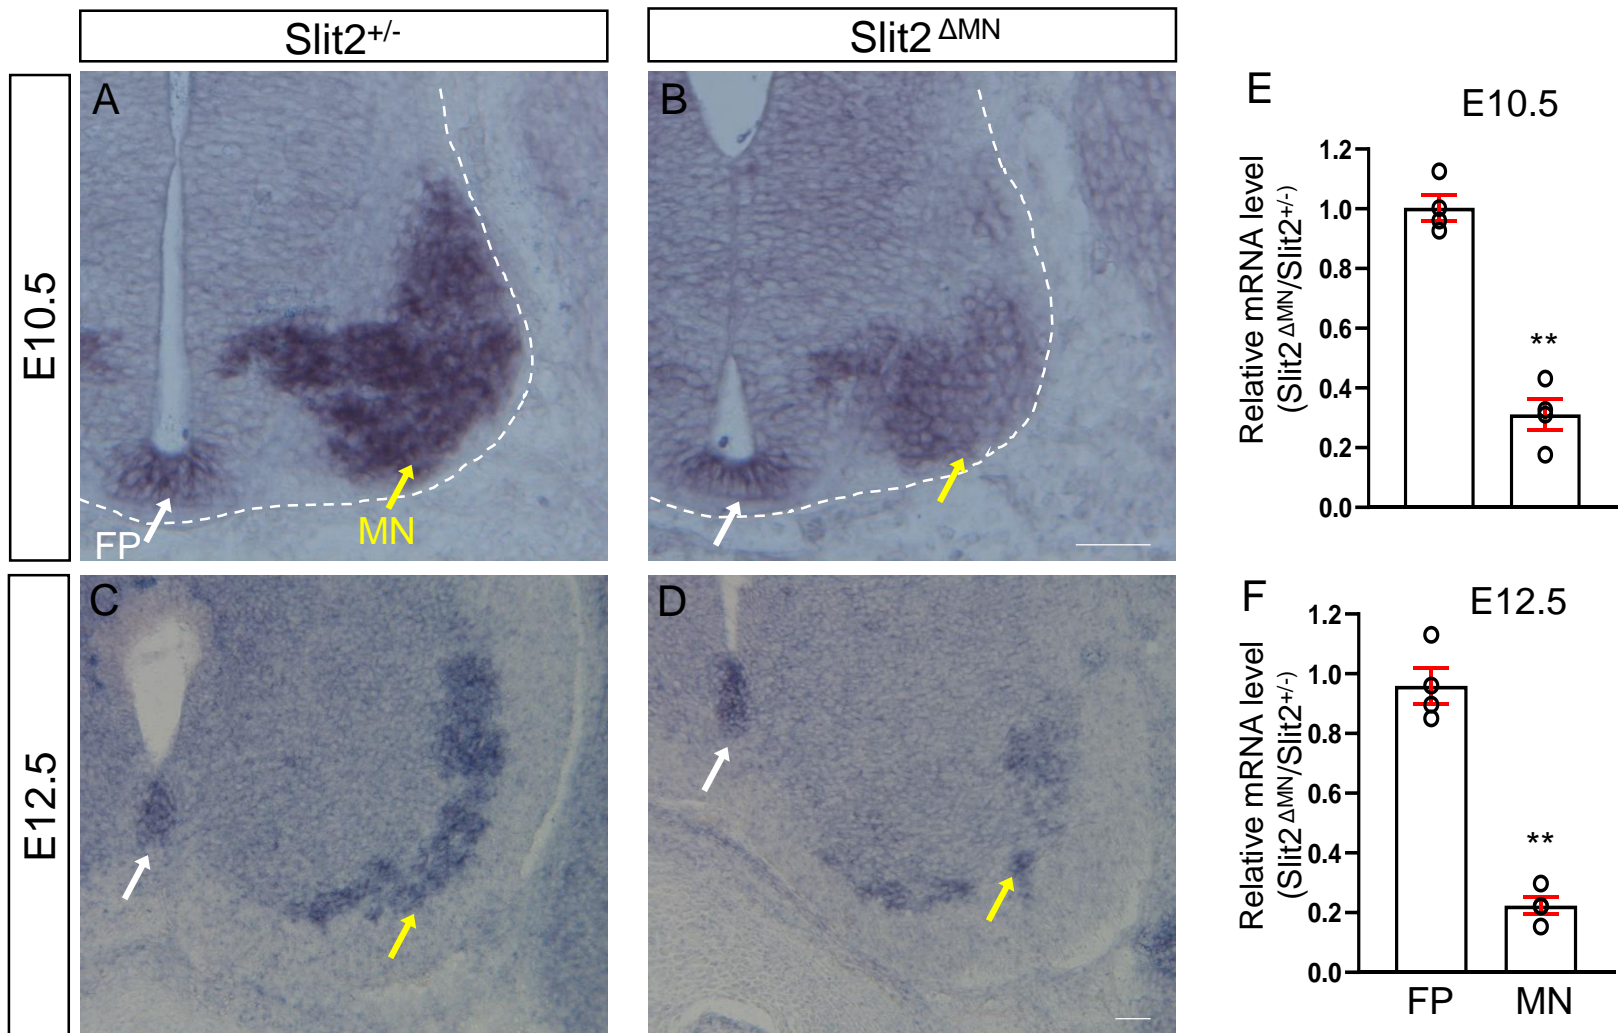 Slit2+/-
Slit2 ΔMN
E10.5
A
FP
MN
B
E12.5
C
D
E
E10.5
Relative mRNA level
(Slit2 ΔMN/Slit2+/-)
1.2
1.0
0.8
0.6
0.4
0.2
0.0
**
F
E12.5
Relative mRNA level
(Slit2 ΔMN/Slit2+/-)
1.2
1.0
0.8
0.6
0.4
0.2
0.0
**
FP
MN